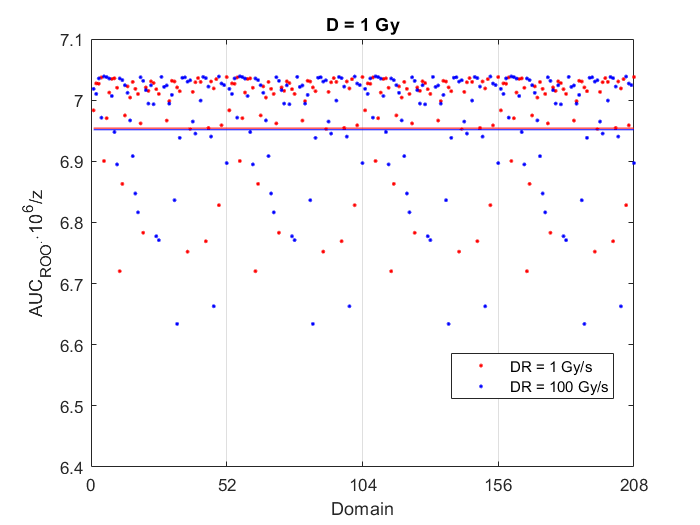 D = 1 Gy
7.1
7
6.9
6.8
6.7
6.6
6.5
6.4
AUC_ROO·10^6/z
DR = 1 Gy/s
DR = 100 Gy/s
0 52 104 156 208
Domain